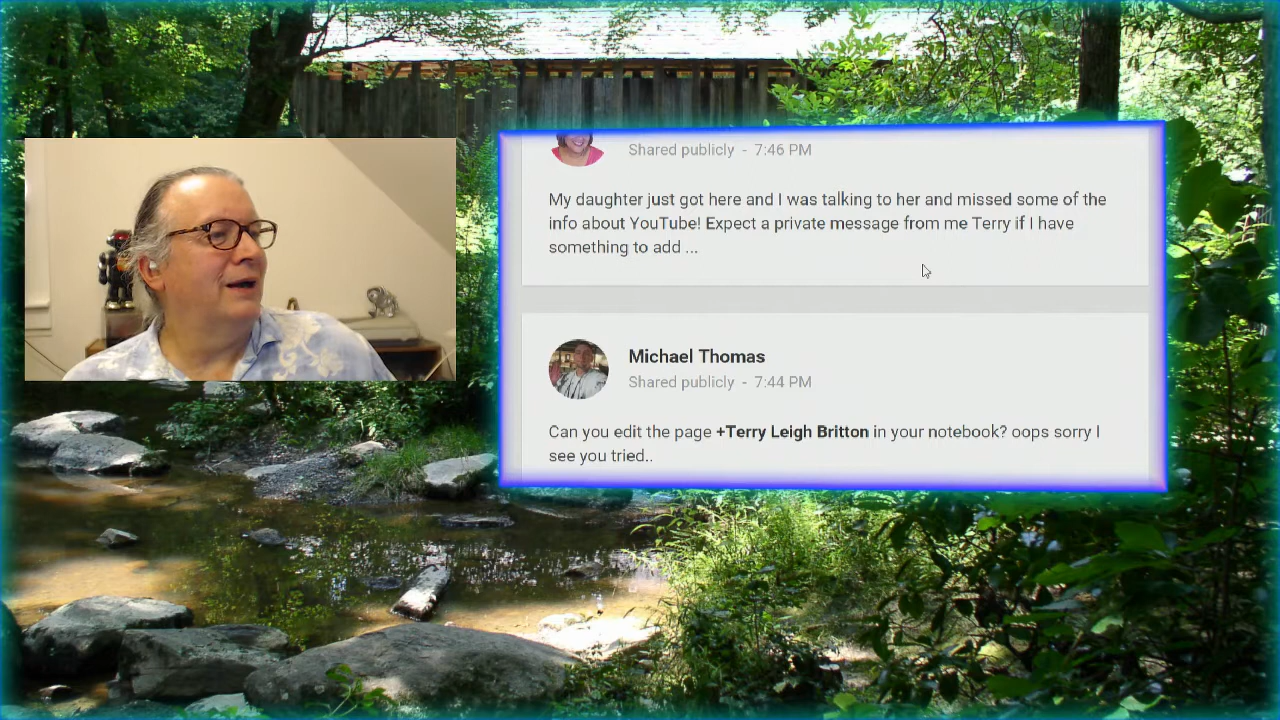 Shared publicly - 7:46 PM
My daughter just got here and I was talking to her and missed some of the
info about YouTube! Expect a private message from me Terry if I have
something to add ...
Michael Thomas
Shared publicly - 7:44 PM
Can you edit the page +Terry Leigh Britton in your notebook? oops sorry I
see you tried..